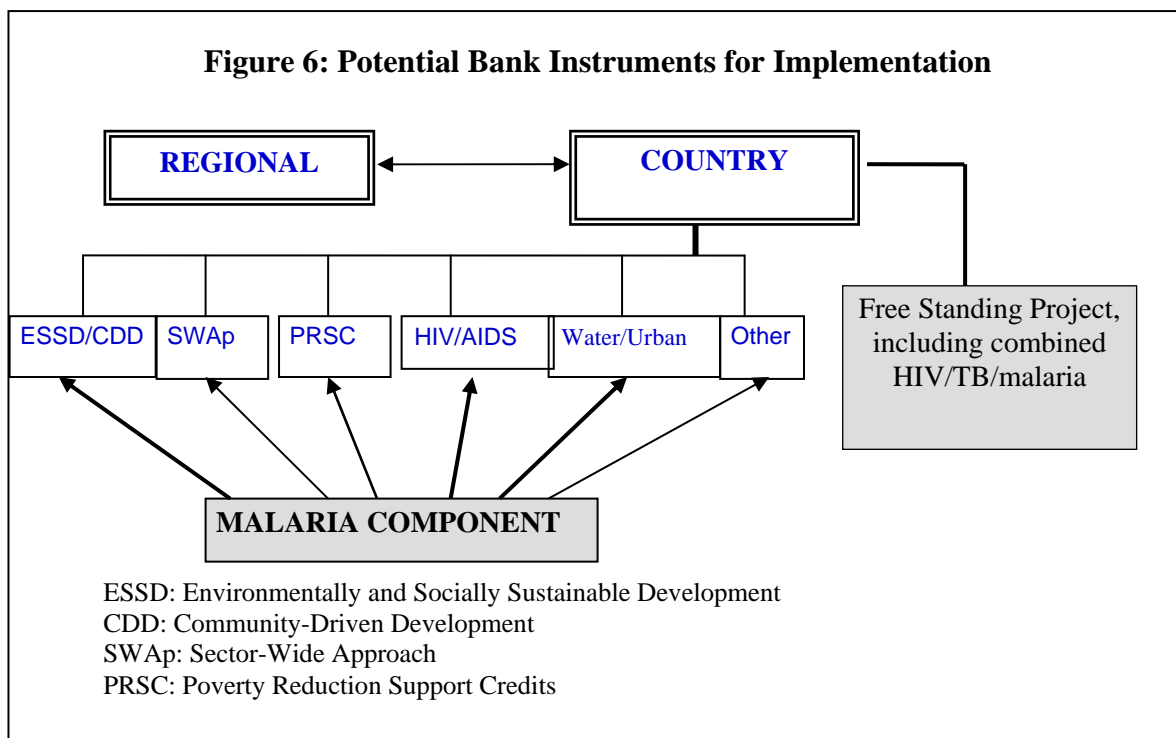 Figure 6: Potential Bank Instruments for Implementation
REGIONAL
COUNTRY
ESSD/CDD
SWAp
PRSC
HIV/AIDS
Water/Urban
Other
Free Standing Project,
including combined
HIV/TB/malaria
MALARIA COMPONENT
ESSD: Environmentally and Socially Sustainable Development
CDD: Community-Driven Development
SWAp: Sector-Wide Approach
PRSC: Poverty Reduction Support Credits